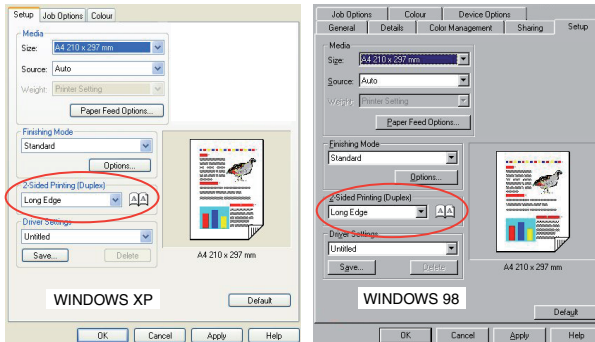 Setup Job Options Colour
Media
Size: A4 210 x 297 mm
Source: Auto
Weight: Printer Setting
Paper Feed Options...
Finishing Mode
Standard
Options...
2-Sided Printing (Duplex)
Long Edge
A A
Driver Settings
Untitled
Save... Delete
A4 210 x 297 mm
WINDOWS XP
Default
OK Cancel Apply Help
Job Options Colour Device Options
General Details Color Management Sharing Setup
Media
Size: A4 210 x 297 mm
Source: Auto
Weight: Printer Setting
Paper Feed Options...
Finishing Mode
Standard
Options...
2-Sided Printing (Duplex)
Long Edge
A A
Driver Settings
Untitled
Save... Delete
A4 210 x 297 mm
WINDOWS 98
Default
OK Cancel Apply Help